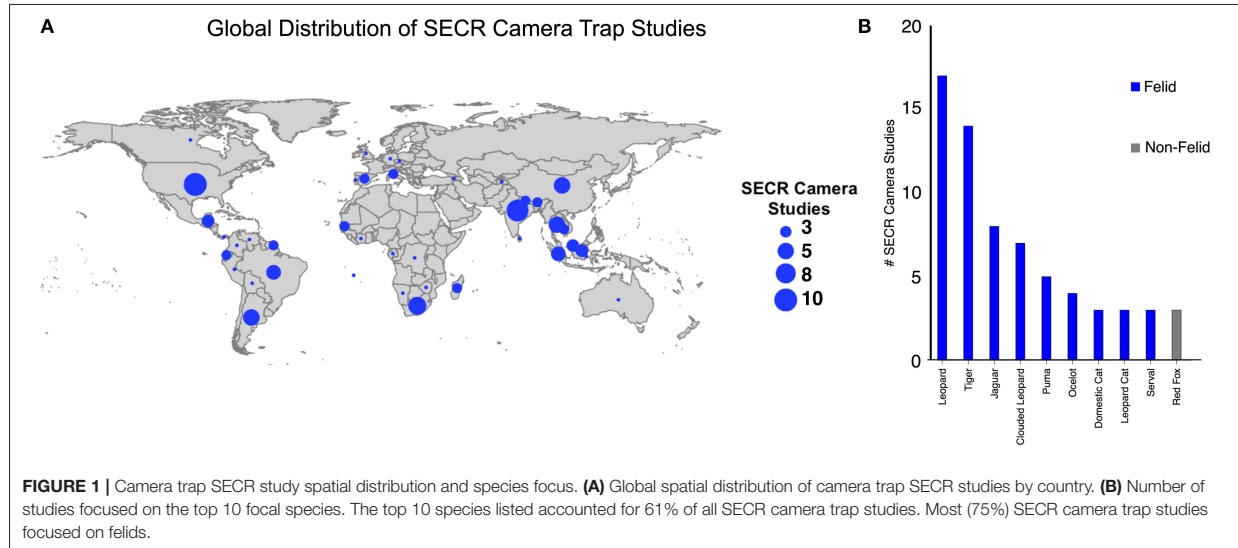 A
Global Distribution of SECR Camera Trap Studies
SECR Camera
Studies
3
5
8
10
B
# SECR Camera Studies
20
15
10
5
0
Felid
Non-Felid
Leopard
Tiger
Jaguar
Clouded Leopard
Puma
Ocelot
Domestic Cat
Leopard Cat
Serval
Red Fox
FIGURE 1 | Camera trap SECR study spatial distribution and species focus. (A) Global spatial distribution of camera trap SECR studies by country. (B) Number of
studies focused on the top 10 focal species. The top 10 species listed accounted for 61% of all SECR camera trap studies. Most (75%) SECR camera trap studies
focused on felids.